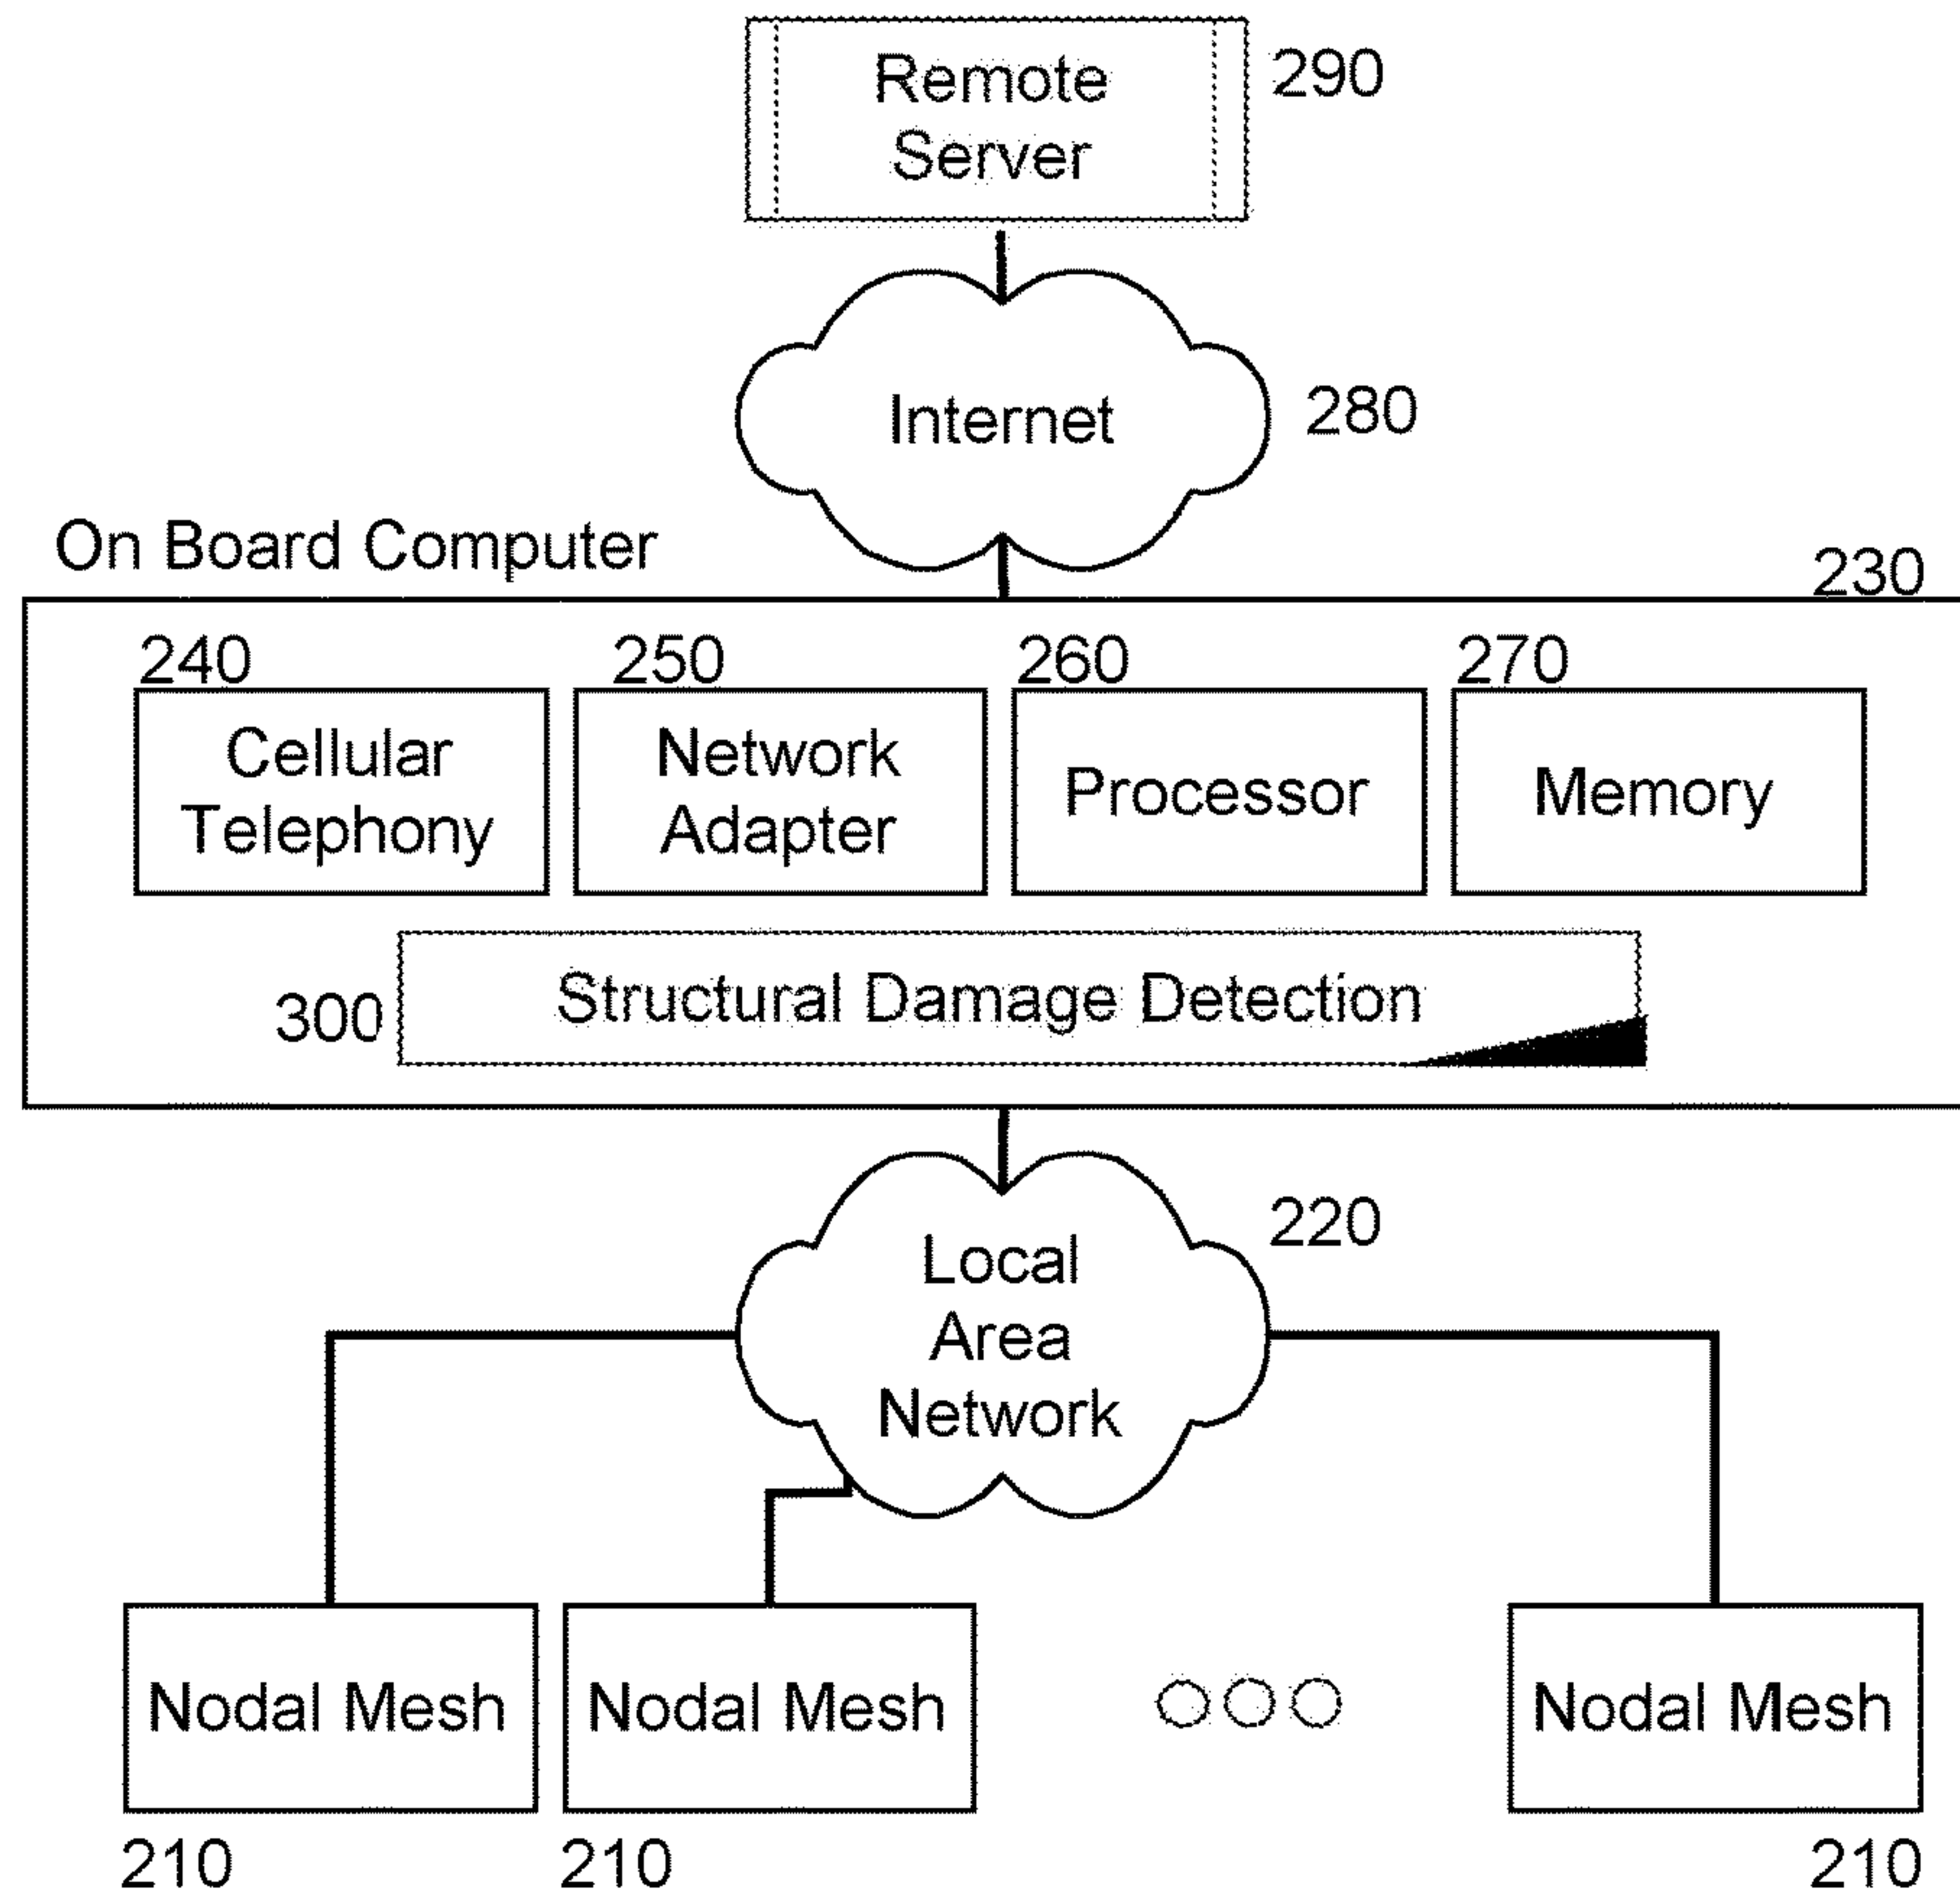 Remote
Server
290
Internet
280
On Board Computer
230
240
250
260
270
Cellular
Telephony
Network
Adapter
Processor
Memory
300
Structural Damage Detection
220
Local
Area
Network
Nodal Mesh
Nodal Mesh
Nodal Mesh
210
210
210